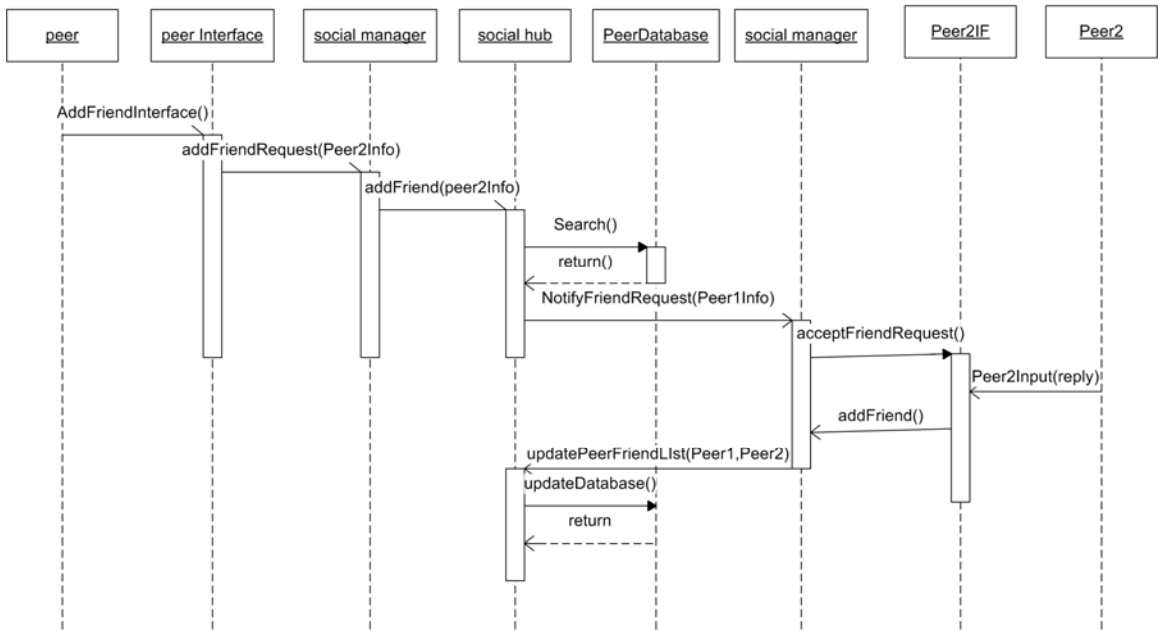 peer
peer Interface
social manager
social hub
PeerDatabase
social manager
Peer2IF
Peer2
AddFriendInterface()
addFriendRequest(Peer2Info)
addFriend(peer2Info)
Search()
return()
NotifyFriendRequest(Peer1Info)
acceptFriendRequest()
Peer2Input(reply)
addFriend()
updatePeerFriendLIst(Peer1,Peer2)
updateDatabase()
return